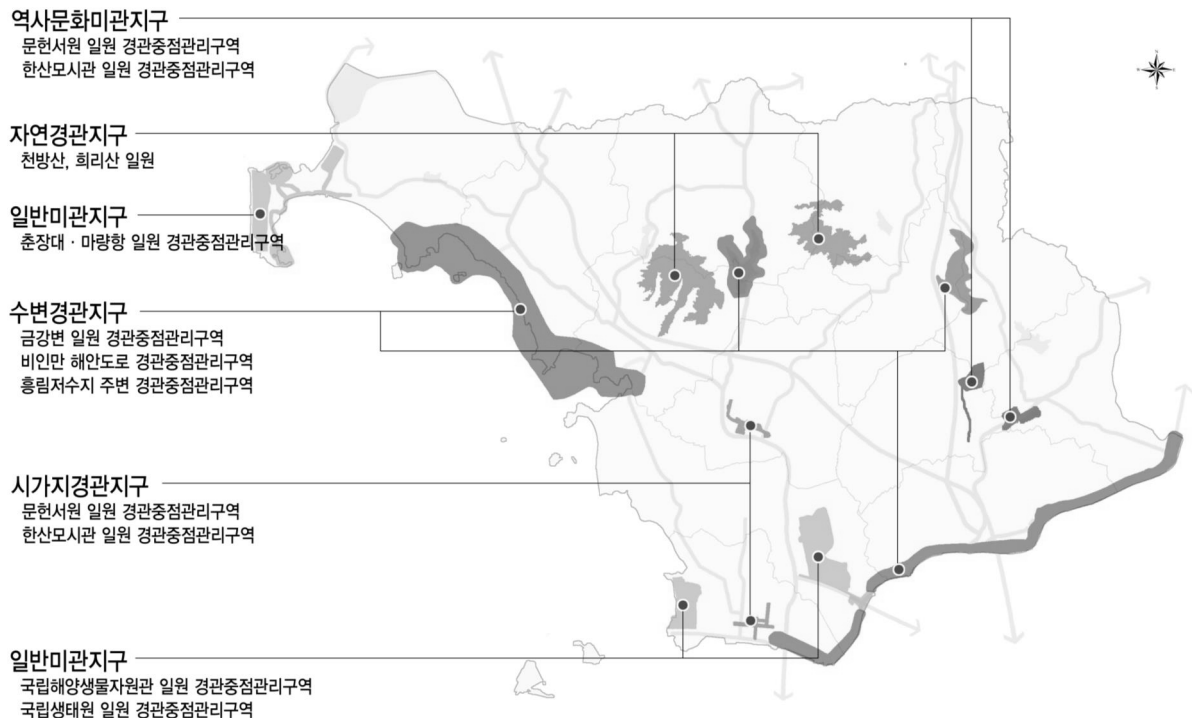 역사문화미관지구
문헌서원 일원 경관중점관리구역
한산모시관 일원 경관중점관리구역
자연경관지구
천방산, 희리산 일원
일반미관지구
춘장대 · 마량항 일원 경관중점관리구역
수변경관지구
금강변 일원 경관중점관리구역
비인만 해안도로 경관중점관리구역
흥림저수지 주변 경관중점관리구역
시가지경관지구
문헌서원 일원 경관중점관리구역
한산모시관 일원 경관중점관리구역
일반미관지구
국립해양생물자원관 일원 경관중점관리구역
국립생태원 일원 경관중점관리구역